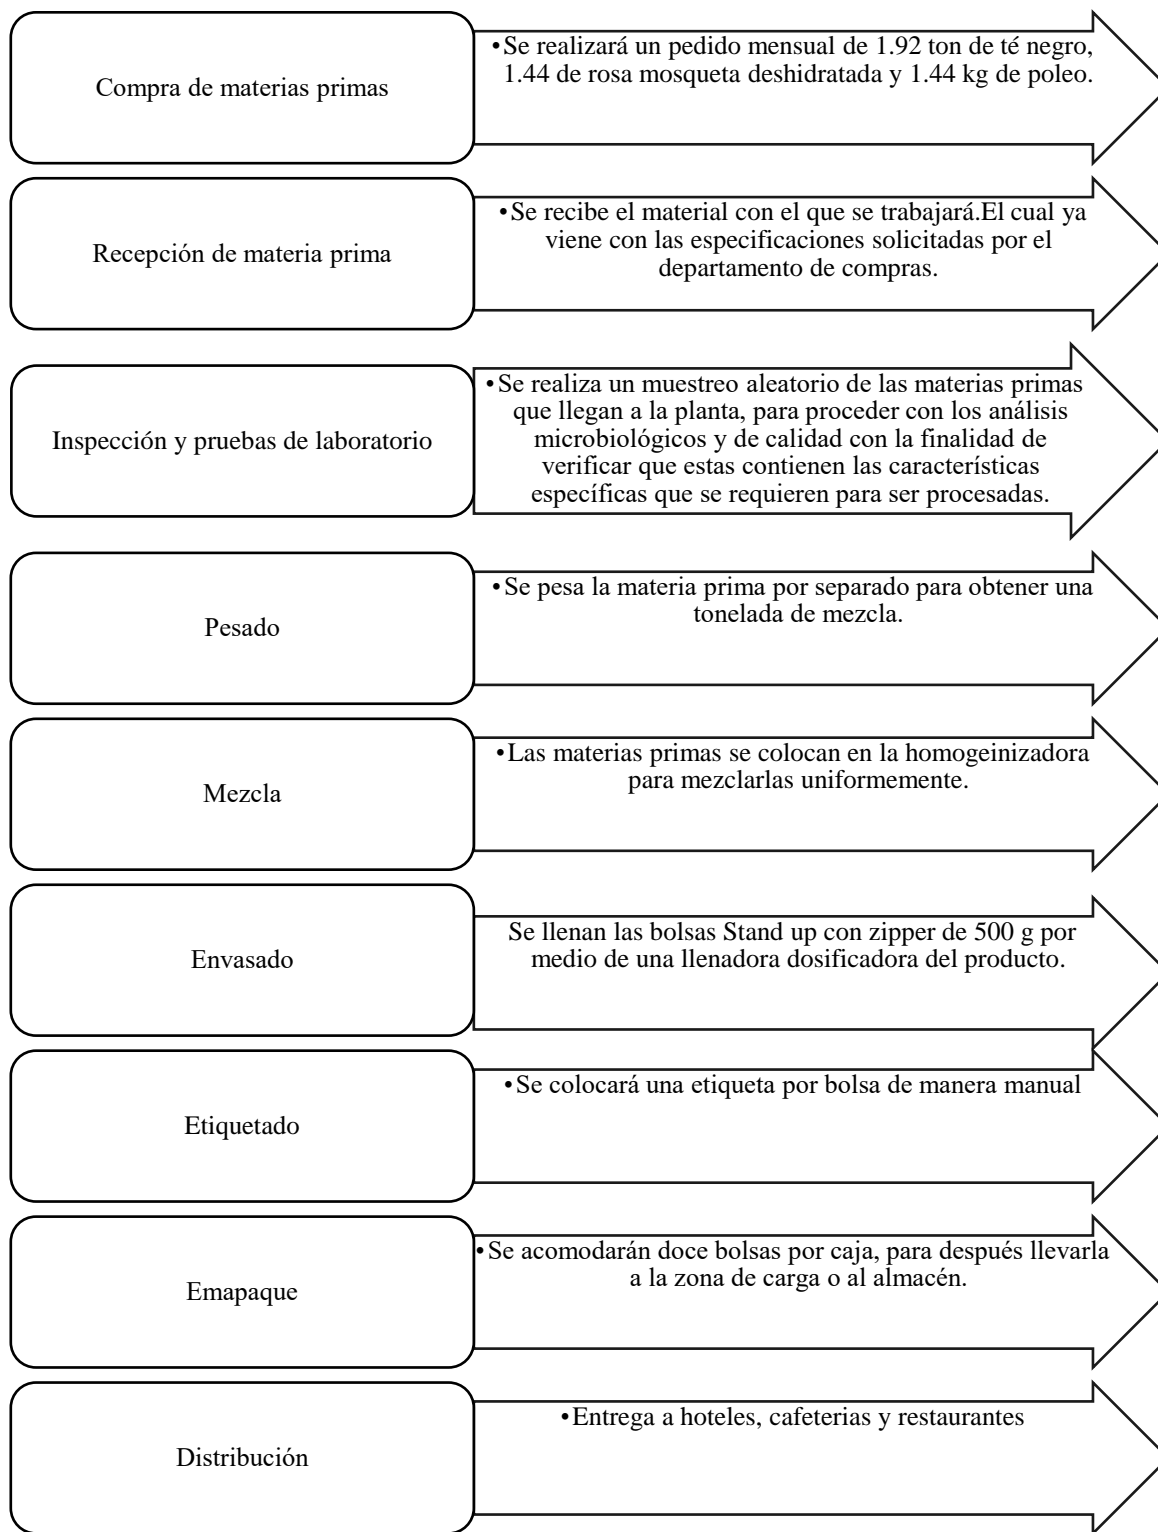 Compra de materias primas
•Se realizará un pedido mensual de 1.92 ton de té negro,
1.44 de rosa mosqueta deshidratada y 1.44 kg de poleo.
Recepción de materia prima
•Se recibe el material con el que se trabajará.El cual ya
viene con las especificaciones solicitadas por el
departamento de compras.
Inspección y pruebas de laboratorio
•Se realiza un muestreo aleatorio de las materias primas
que llegan a la planta, para proceder con los análisis
microbiológicos y de calidad con la finalidad de
verificar que estas contienen las características
específicas que se requieren para ser procesadas.
Pesado
•Se pesa la materia prima por separado para obtener una
tonelada de mezcla.
Mezcla
•Las materias primas se colocan en la homogeinizadora
para mezclarlas uniformemente.
Envasado
Se llenan las bolsas Stand up con zipper de 500 g por
medio de una llenadora dosificadora del producto.
Etiquetado
•Se colocará una etiqueta por bolsa de manera manual
Emapaque
•Se acomodarán doce bolsas por caja, para después llevarla
a la zona de carga o al almacén.
Distribución
•Entrega a hoteles, cafeterias y restaurantes